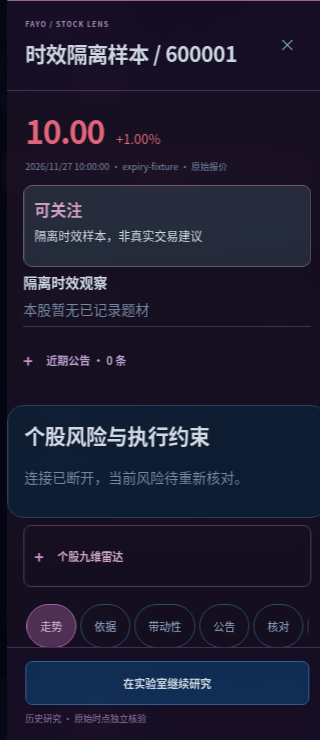 FAYO / STOCK LENS
时效隔离样本 / 600001
10.00 +1.00%
2026/11/27 10:00:00 · expiry-fixture · 原始报价
可关注
隔离时效样本，非真实交易建议
隔离时效观察
本股暂无已记录题材
+ 近期公告 · 0 条
个股风险与执行约束
连接已断开，当前风险待重新核对。
+ 个股九维雷达
走势 依据 带动性 公告 核对
在实验室继续研究
历史研究 · 原始时点独立核验